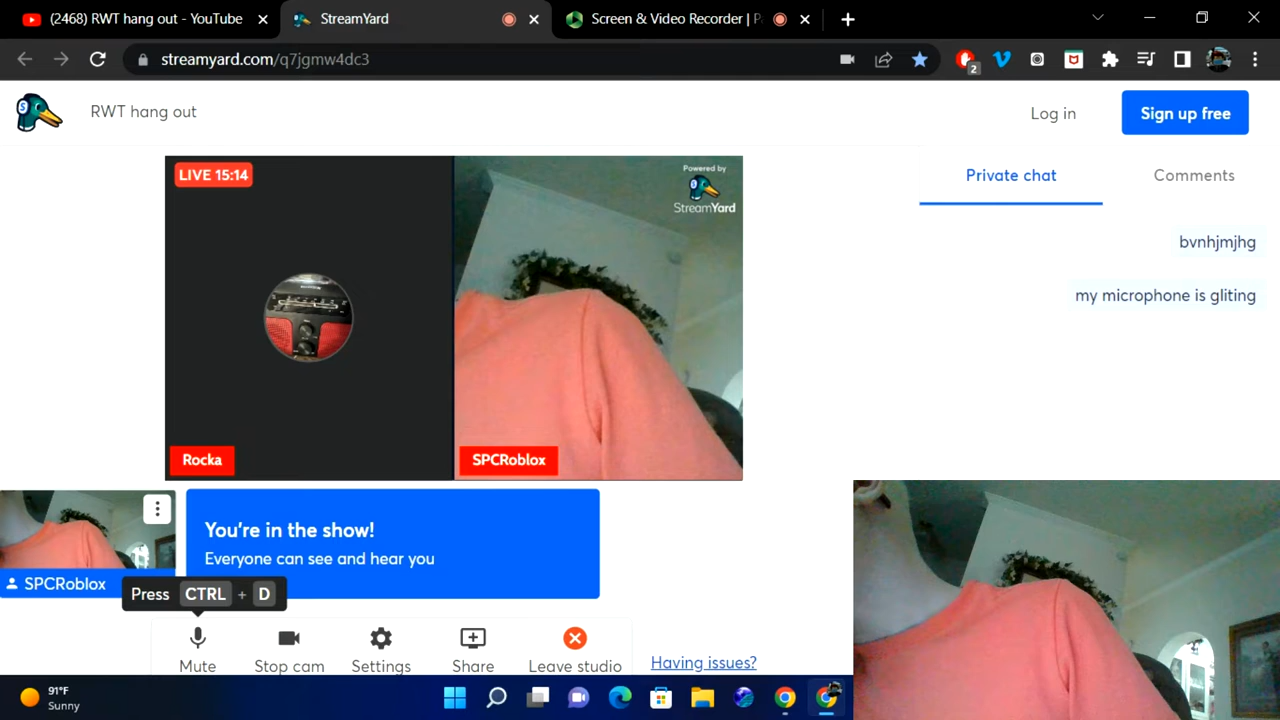 (2468) RWT hang out - YouTube
StreamYard
Screen & Video Recorder | P
streamyard.com/q7jgmw4dc3
2
RWT hang out
Log in
Sign up free
LIVE 15:14
Powered by
StreamYard
Private chat
Comments
bvnhjmjhg
my microphone is gliting
Rocka
SPCRoblox
You're in the show!
Everyone can see and hear you
SPCRoblox
Press CTRL + D
Mute
Stop cam
Settings
Share
Leave studio
Having issues?
91°F
Sunny